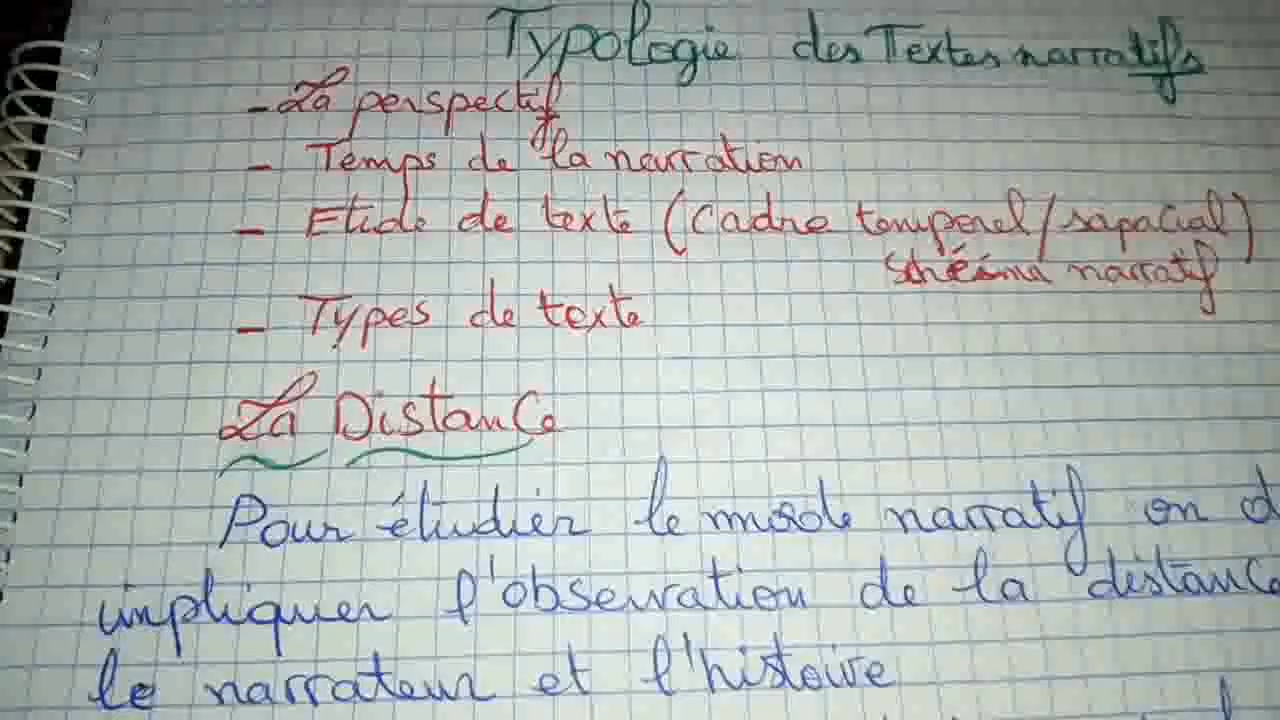 Typologie des Textes narratifs
- La perspectif
- Temps de la narration
- Etude de texte (Cadre temporel/sapacial)
Schéma narratif
- Types de texte
La Distance
Pour étudier le mode narratif on d
impliquer l'observation de la distance
le narrateur et l'histoire